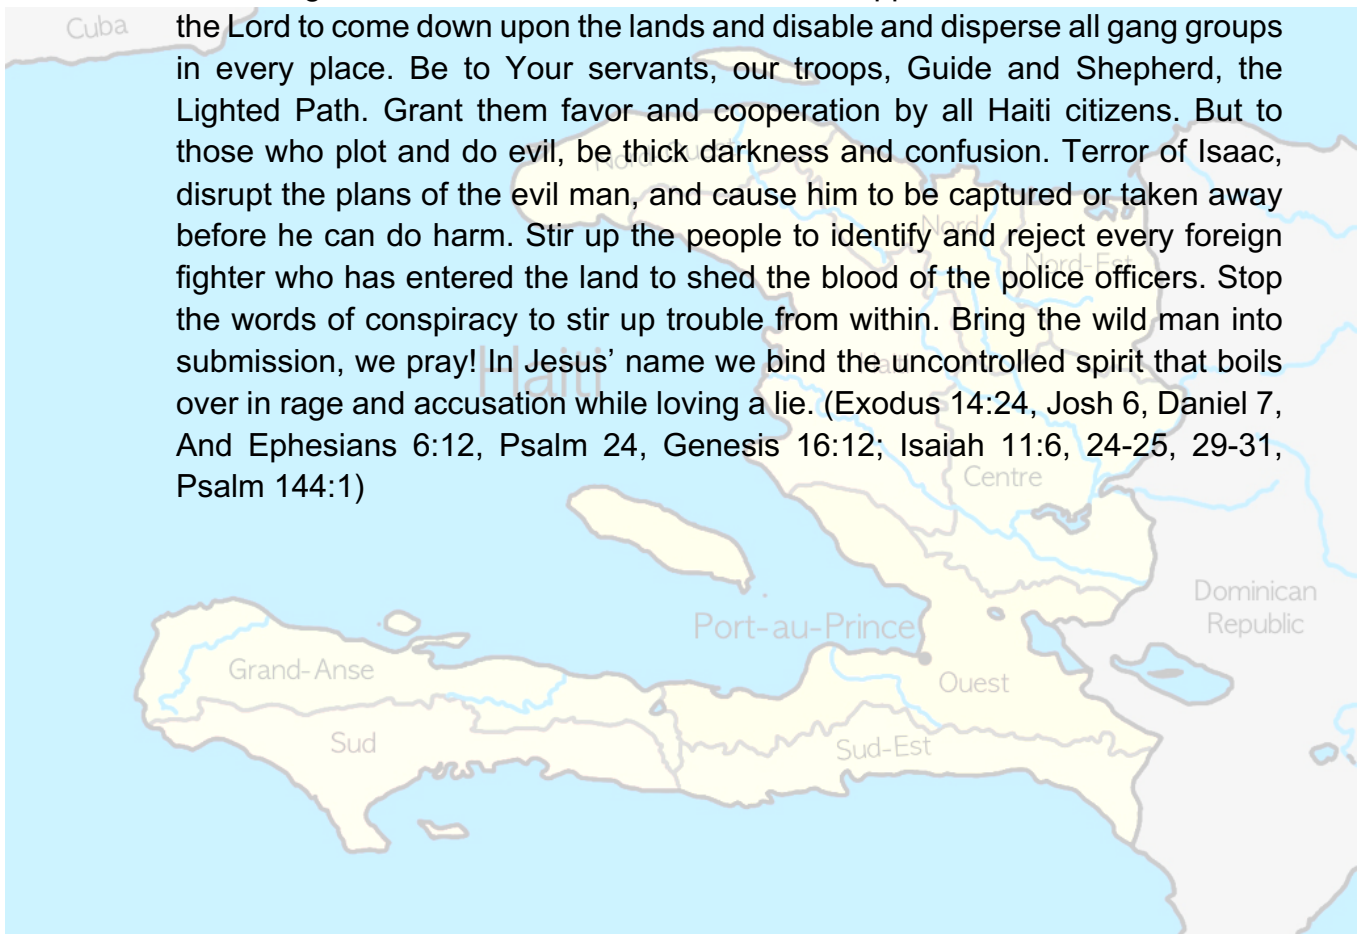 the Lord to come down upon the lands and disable and disperse all gang groups
in every place. Be to Your servants, our troops, Guide and Shepherd, the
Lighted Path. Grant them favor and cooperation by all Haiti citizens. But to
those who plot and do evil, be thick darkness and confusion. Terror of Isaac,
disrupt the plans of the evil man, and cause him to be captured or taken away
before he can do harm. Stir up the people to identify and reject every foreign
fighter who has entered the land to shed the blood of the police officers. Stop
the words of conspiracy to stir up trouble from within. Bring the wild man into
submission, we pray! In Jesus’ name we bind the uncontrolled spirit that boils
over in rage and accusation while loving a lie. (Exodus 14:24, Josh 6, Daniel 7,
And Ephesians 6:12, Psalm 24, Genesis 16:12; Isaiah 11:6, 24-25, 29-31,
Psalm 144:1)
Cuba
Nord-Ouest
Nord
Nord-Est
Haiti
Centre
Dominican
Republic
Port-au-Prince
Grand-Anse
Ouest
Sud
Sud-Est